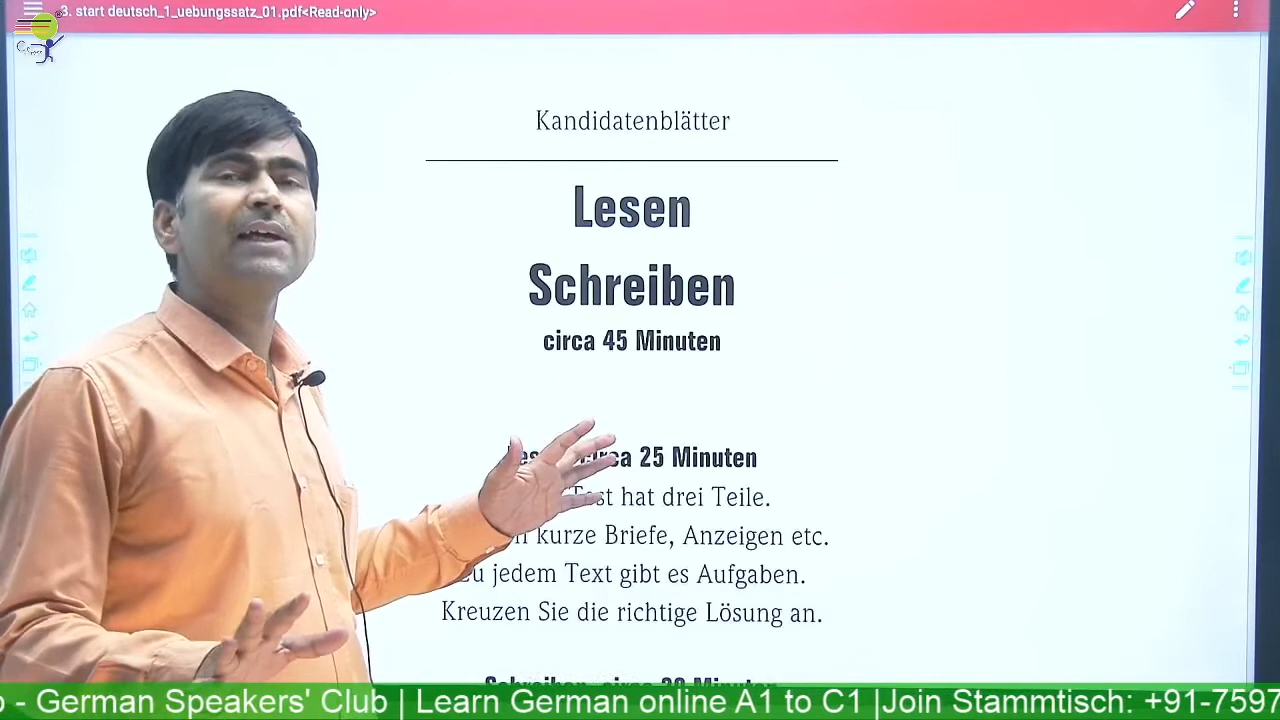 3. start deutsch_1_uebungssatz_01.pdf<Read-only>
Kandidatenblätter
Lesen
Schreiben
circa 45 Minuten
25 Minuten
hat drei Teile.
kurze Briefe, Anzeigen etc.
jedem Text gibt es Aufgaben.
Kreuzen Sie die richtige Lösung an.
- German Speakers' Club | Learn German online A1 to C1 |Join Stammtisch: +91-7597